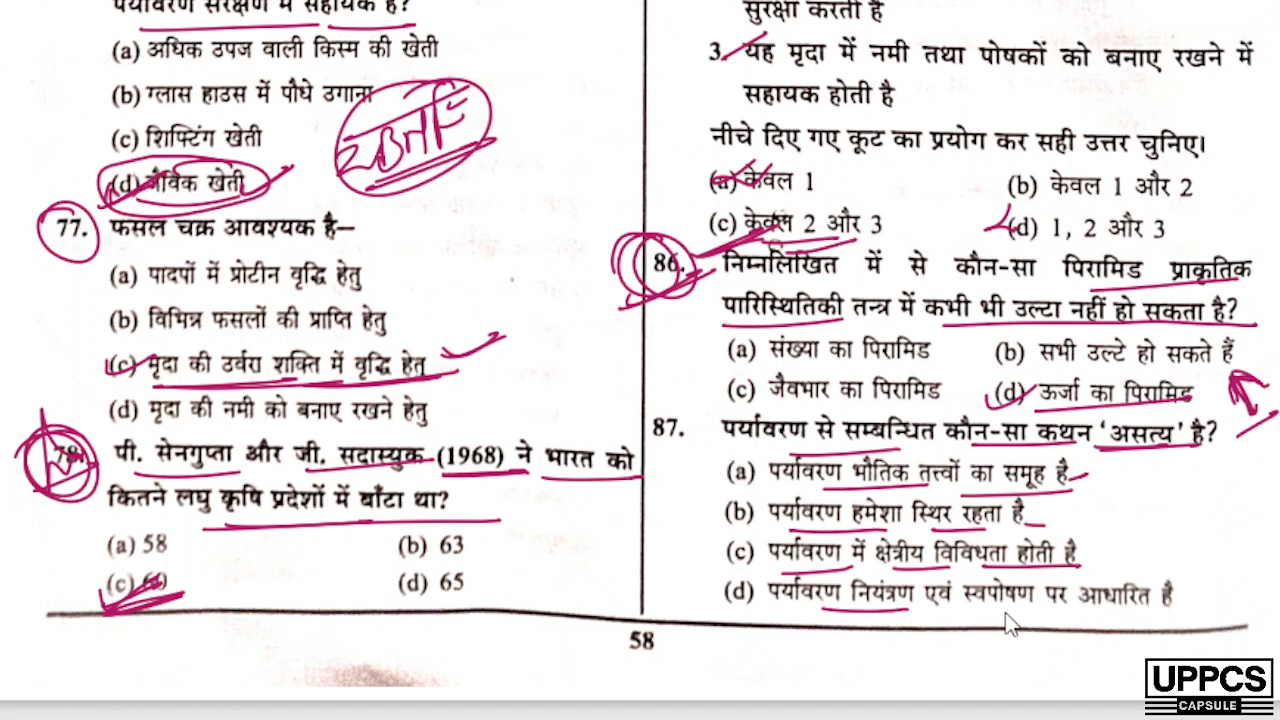 पर्यावरण संरक्षण में सहायक है?
(a) अधिक उपज वाली किस्म की खेती
(b) ग्लास हाउस में पौधे उगाना
(c) शिफ्टिंग खेती
(d) जैविक खेती
77. फसल चक्र आवश्यक है–
(a) पादपों में प्रोटीन वृद्धि हेतु
(b) विभिन्न फसलों की प्राप्ति हेतु
(c) मृदा की उर्वरा शक्ति में वृद्धि हेतु
(d) मृदा की नमी को बनाए रखने हेतु
78. पी. सेनगुप्ता और जी. सदास्युक (1968) ने भारत को
कितने लघु कृषि प्रदेशों में बाँटा था?
(a) 58 (b) 63
(c) 60 (d) 65
सुरक्षा करती है
3. यह मृदा में नमी तथा पोषकों को बनाए रखने में
सहायक होती है
नीचे दिए गए कूट का प्रयोग कर सही उत्तर चुनिए।
(a) केवल 1 (b) केवल 1 और 2
(c) केवल 2 और 3 (d) 1, 2 और 3
86. निम्नलिखित में से कौन-सा पिरामिड प्राकृतिक
पारिस्थितिकी तन्त्र में कभी भी उल्टा नहीं हो सकता है?
(a) संख्या का पिरामिड (b) सभी उल्टे हो सकते हैं
(c) जैवभार का पिरामिड (d) ऊर्जा का पिरामिड
87. पर्यावरण से सम्बन्धित कौन-सा कथन ‘असत्य’ है?
(a) पर्यावरण भौतिक तत्त्वों का समूह है
(b) पर्यावरण हमेशा स्थिर रहता है
(c) पर्यावरण में क्षेत्रीय विविधता होती है
(d) पर्यावरण नियंत्रण एवं स्वपोषण पर आधारित है
58
UPPCS
CAPSULE